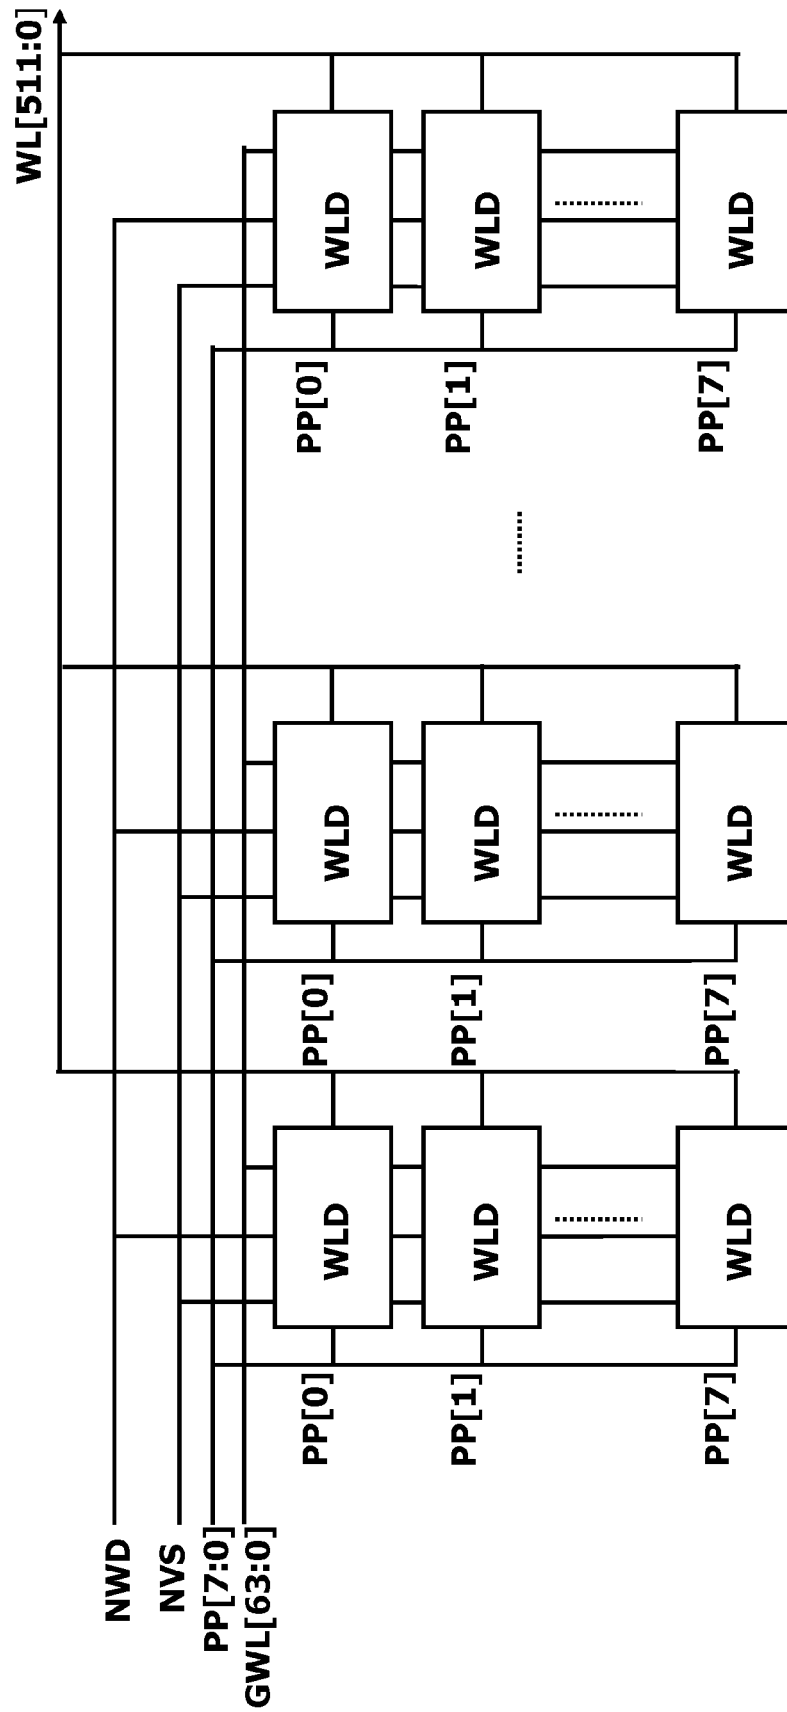 WL[511:0]
NWD
NVS
PP[7:0]
GWL[63:0]
WLD
WLD
WLD
PP[0]
PP[1]
PP[7]
WLD
WLD
WLD
PP[0]
PP[1]
PP[7]
WLD
WLD
WLD
PP[0]
PP[1]
PP[7]